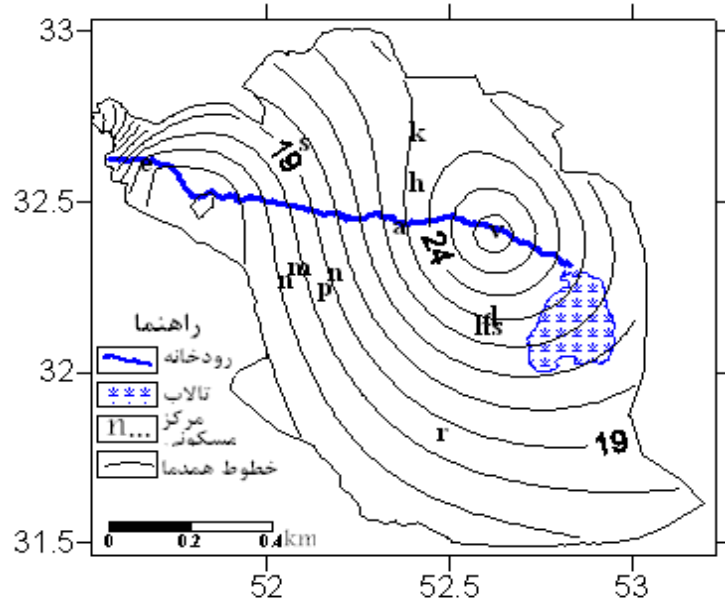 33
32.5
32
31.5
52
52.5
53
19
24
19
e
s
k
h
a
v
n
m
p
n
l
lfs
r
راهنما
رودخانه
تالاب
n...
مرکز
مسکونی
خطوط همدما
0 0.2 0.4
km